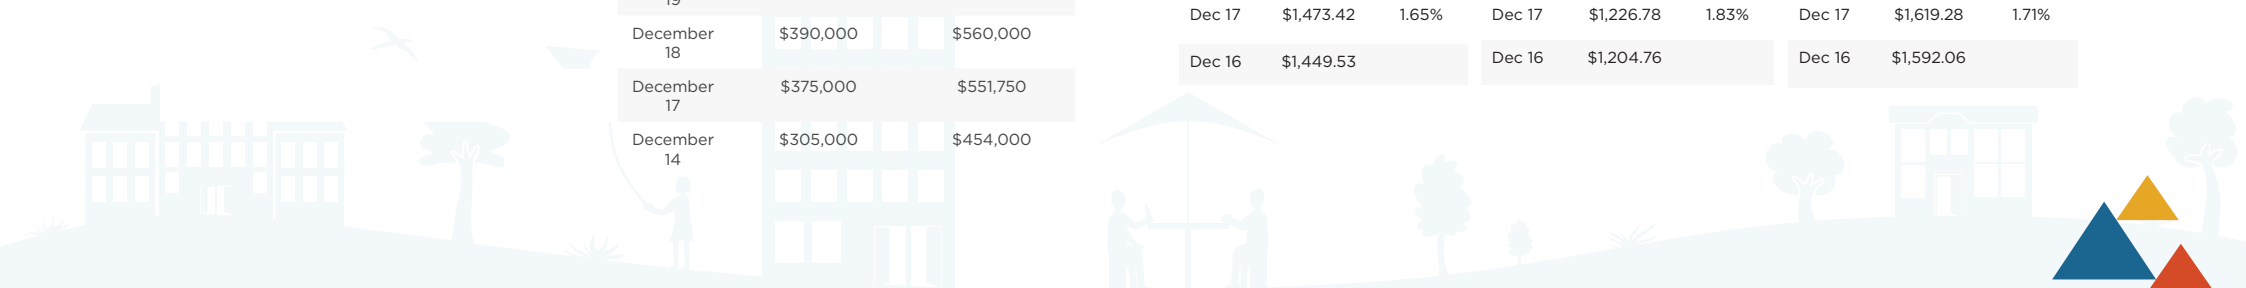 19
December $390,000 $560,000
18
December $375,000 $551,750
17
December $305,000 $454,000
14
Dec 17 $1,473.42 1.65%
Dec 16 $1,449.53
Dec 17 $1,226.78 1.83%
Dec 16 $1,204.76
Dec 17 $1,619.28 1.71%
Dec 16 $1,592.06